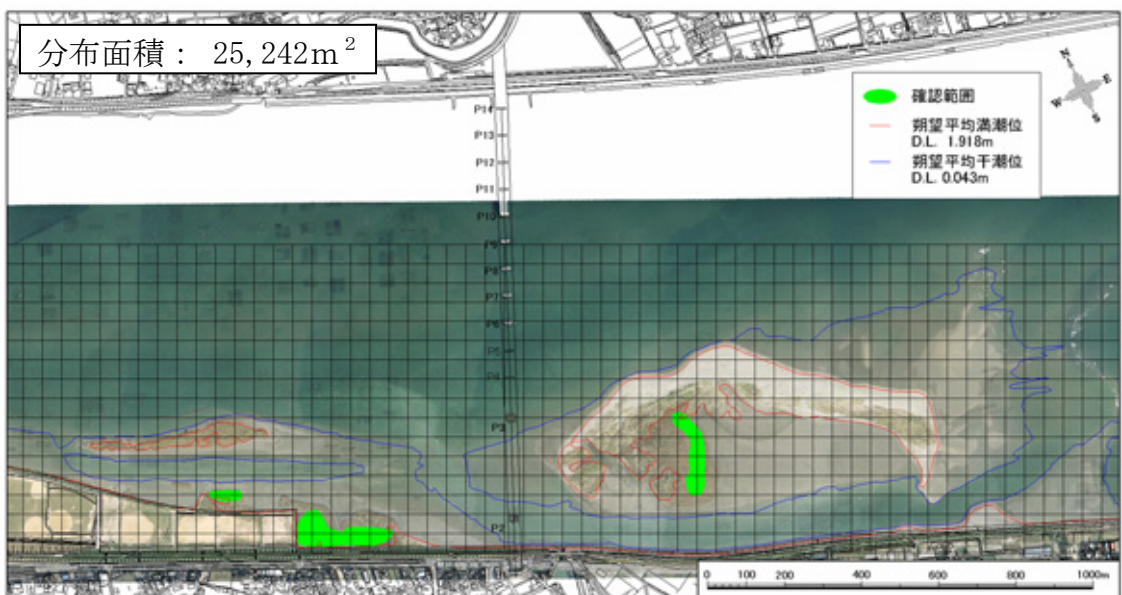 分布面積： 25,242m²
N
E
W
S
確認範囲
朔望平均満潮位
D.L. 1.918m
朔望平均干潮位
D.L. 0.043m
P14
P13
P12
P11
P10
P9
P8
P7
P6
P5
P4
P3
P2
0 100 200 400 600 800 1000m